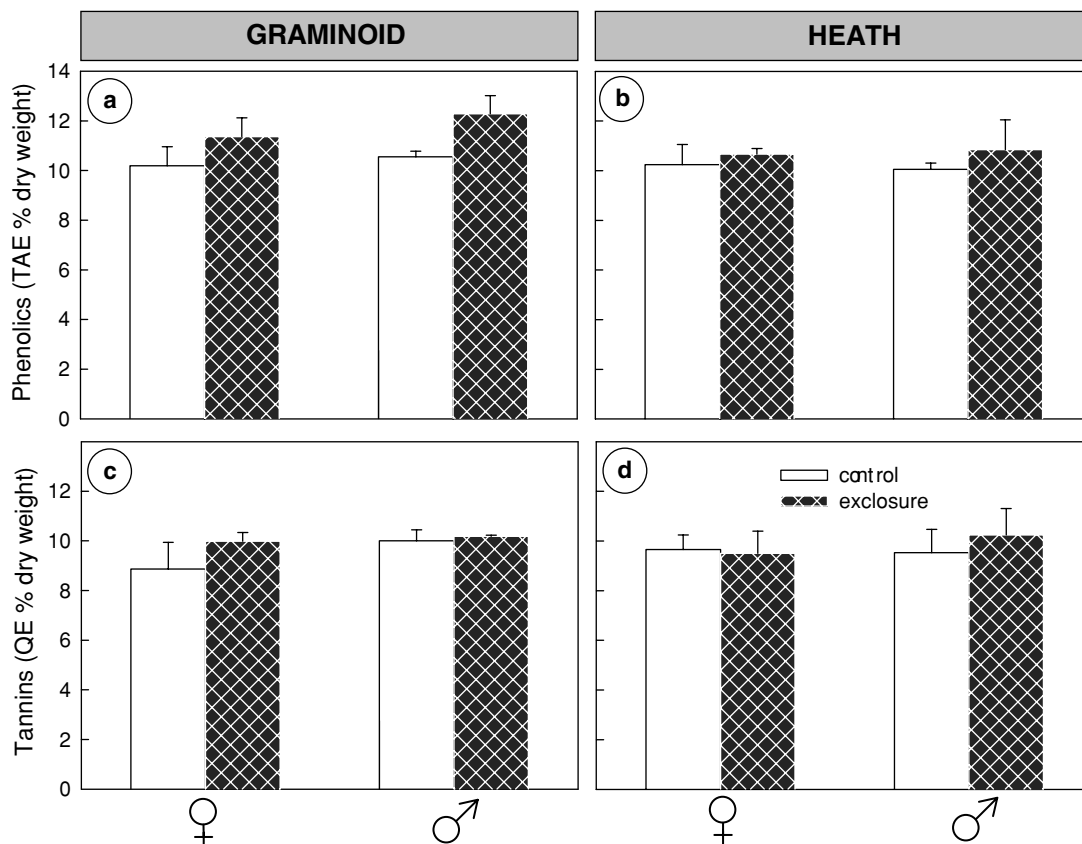 GRAMINOID
HEATH
Phenolics (TAE % dry weight)
14
12
10
8
6
4
2
0
a
b
Tannins (QE % dry weight)
12
10
8
6
4
2
0
c
d
control
exclosure
♀ ♂ ♀ ♂